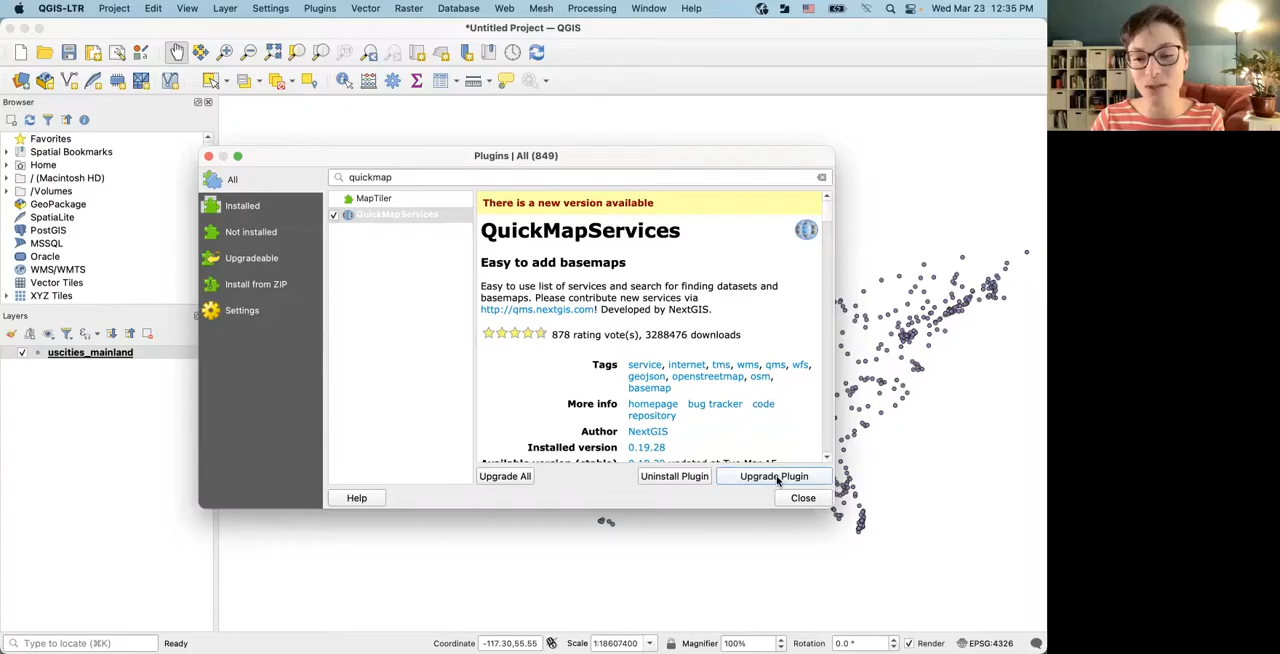 QGIS-LTR Project Edit View Layer Settings Plugins Vector Raster Database Web Mesh Processing Window Help Wed Mar 23 12:35 PM
*Untitled Project — QGIS
Browser
Favorites
Spatial Bookmarks
Home
/ (Macintosh HD)
/Volumes
GeoPackage
SpatiaLite
PostGIS
MSSQL
Oracle
WMS/WMTS
Vector Tiles
XYZ Tiles
Layers
uscities_mainland
Plugins | All (849)
All
Installed
Not installed
Upgradeable
Install from ZIP
Settings
quickmap
MapTiler
QuickMapServices
There is a new version available
QuickMapServices
Easy to add basemaps
Easy to use list of services and search for finding datasets and
basemaps. Please contribute new services via
http://qms.nextgis.com! Developed by NextGIS.
878 rating vote(s), 3288476 downloads
Tags service, internet, tms, wms, qms, wfs,
geojson, openstreetmap, osm,
basemap
More info homepage bug tracker code
repository
Author NextGIS
Installed version 0.19.28
Upgrade All Uninstall Plugin Upgrade Plugin
Help Close
Type to locate (⌘K) Ready Coordinate -117.30,55.55 Scale 1:18607400 Magnifier 100% Rotation 0.0 ° Render EPSG:4326